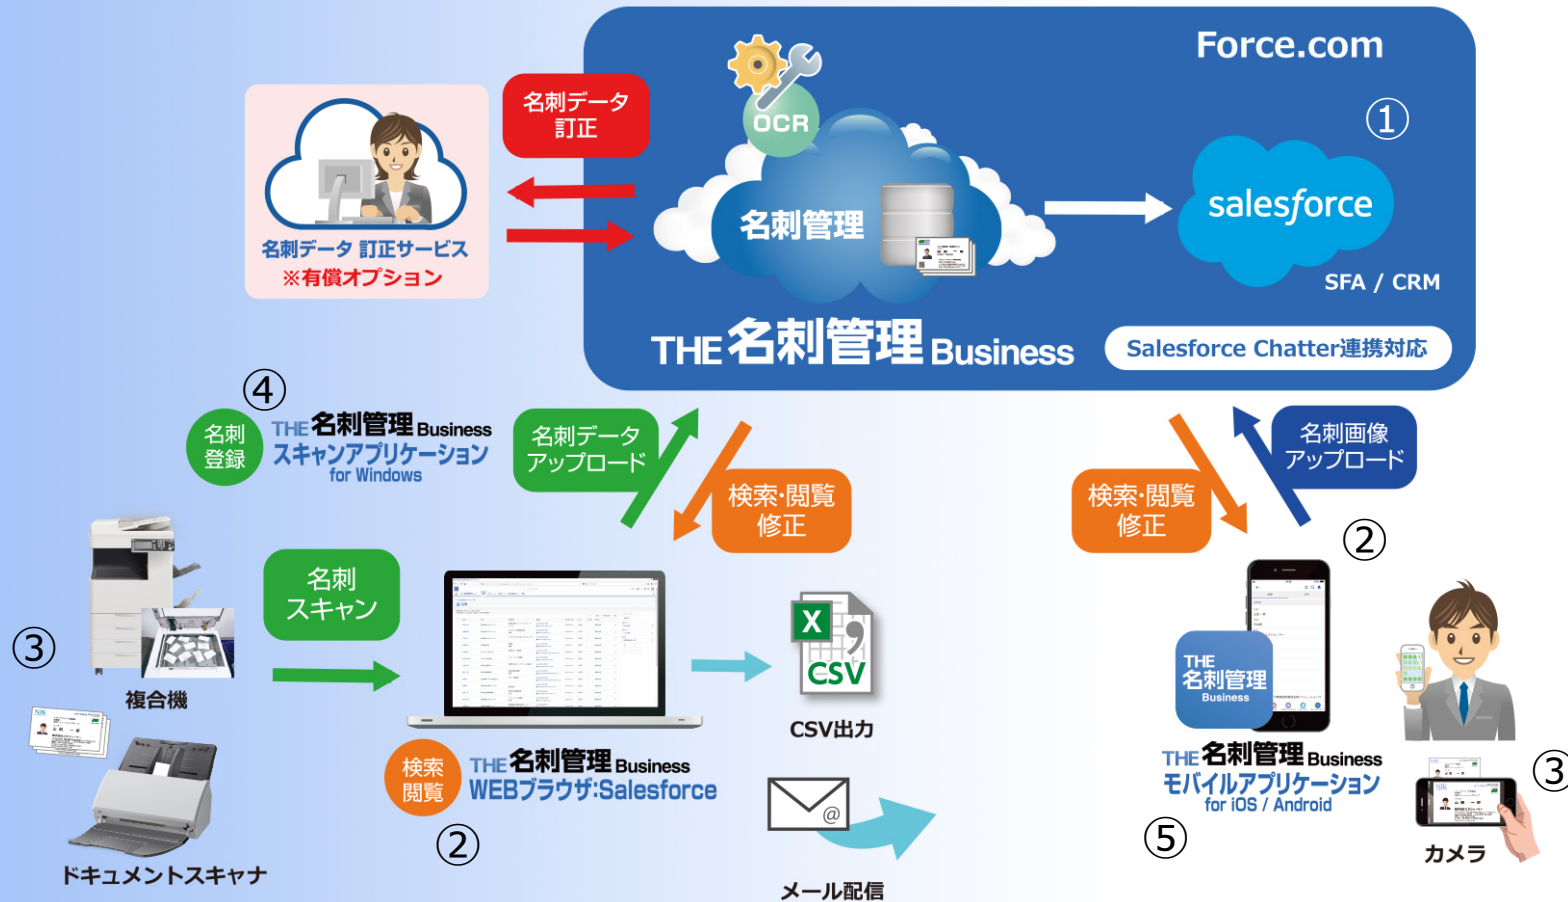 Force.com
①
OCR
名刺管理
salesforce
SFA / CRM
THE 名刺管理 Business
Salesforce Chatter連携対応
名刺データ
訂正
名刺データ 訂正サービス
※有償オプション
④
名刺
登録
THE 名刺管理 Business
スキャンアプリケーション
for Windows
名刺データ
アップロード
検索・閲覧
修正
検索・閲覧
修正
名刺画像
アップロード
③
複合機
名刺
スキャン
ドキュメントスキャナ
検索
閲覧
THE 名刺管理 Business
WEBブラウザ:Salesforce
②
X
CSV
CSV出力
@
メール配信
②
THE
名刺管理
Business
THE 名刺管理 Business
モバイルアプリケーション
for iOS / Android
⑤
③
カメラ